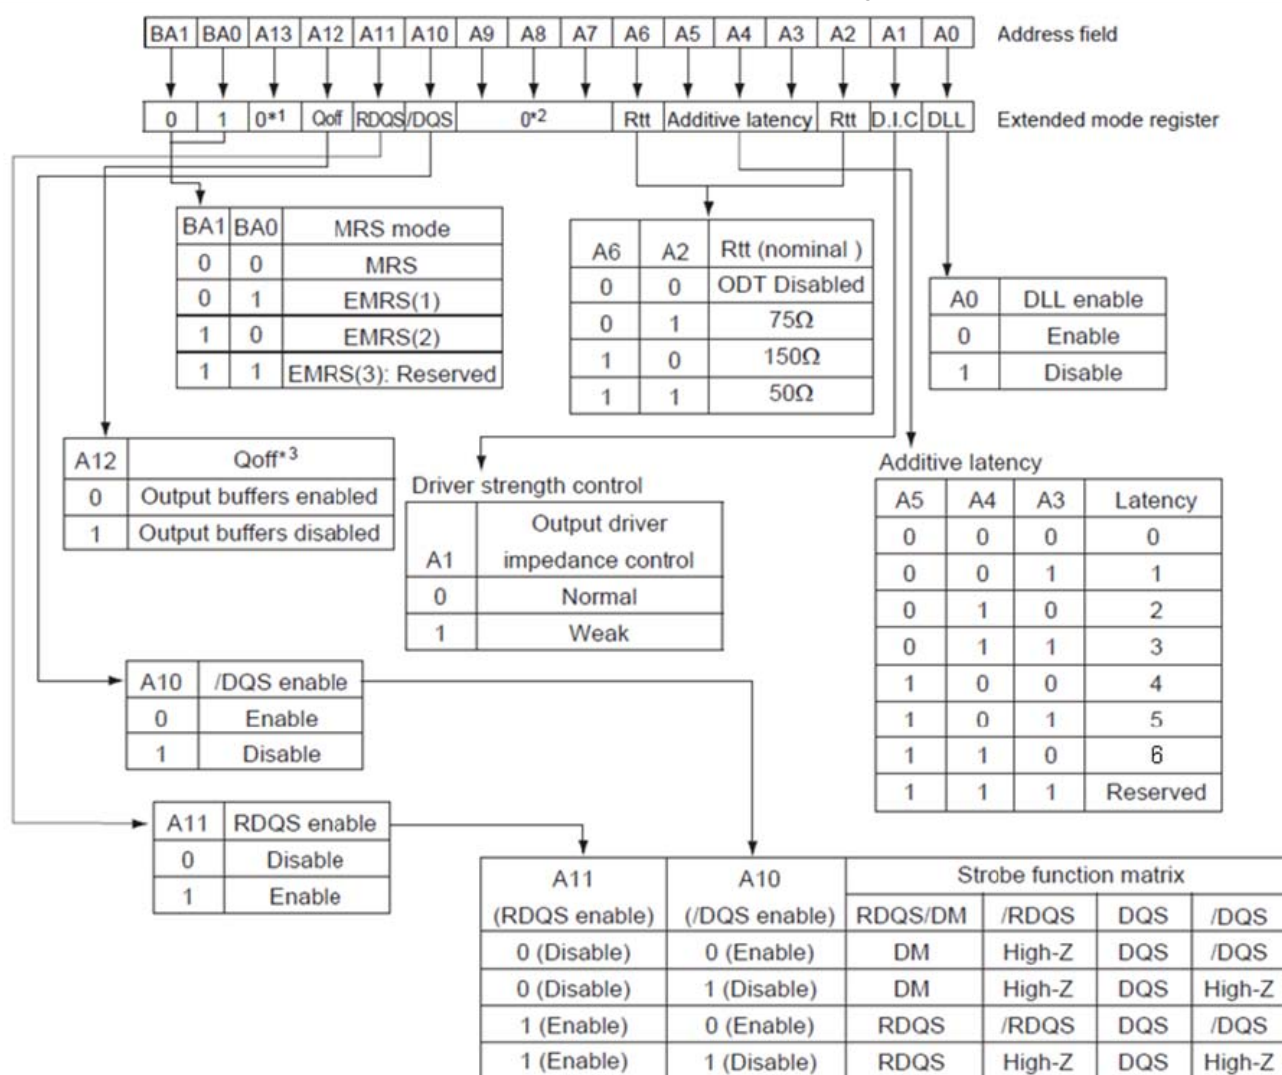 BA1 BA0 A13 A12 A11 A10 A9 A8 A7 A6 A5 A4 A3 A2 A1 A0 Address field
0 1 0*1 Qoff RDQS /DQS 0*2 Rtt Additive latency Rtt D.I.C DLL Extended mode register
BA1 BA0 MRS mode
0 0 MRS
0 1 EMRS(1)
1 0 EMRS(2)
1 1 EMRS(3): Reserved
A6 A2 Rtt (nominal )
0 0 ODT Disabled
0 1 75Ω
1 0 150Ω
1 1 50Ω
A0 DLL enable
0 Enable
1 Disable
A12 Qoff*3
0 Output buffers enabled
1 Output buffers disabled
Driver strength control
A1 Output driver
impedance control
0 Normal
1 Weak
Additive latency
A5 A4 A3 Latency
0 0 0 0
0 0 1 1
0 1 0 2
0 1 1 3
1 0 0 4
1 0 1 5
1 1 0 6
1 1 1 Reserved
A10 /DQS enable
0 Enable
1 Disable
A11 RDQS enable
0 Disable
1 Enable
A11 A10 Strobe function matrix
(RDQS enable) (/DQS enable) RDQS/DM /RDQS DQS /DQS
0 (Disable) 0 (Enable) DM High-Z DQS /DQS
0 (Disable) 1 (Disable) DM High-Z DQS High-Z
1 (Enable) 0 (Enable) RDQS /RDQS DQS /DQS
1 (Enable) 1 (Disable) RDQS High-Z DQS High-Z